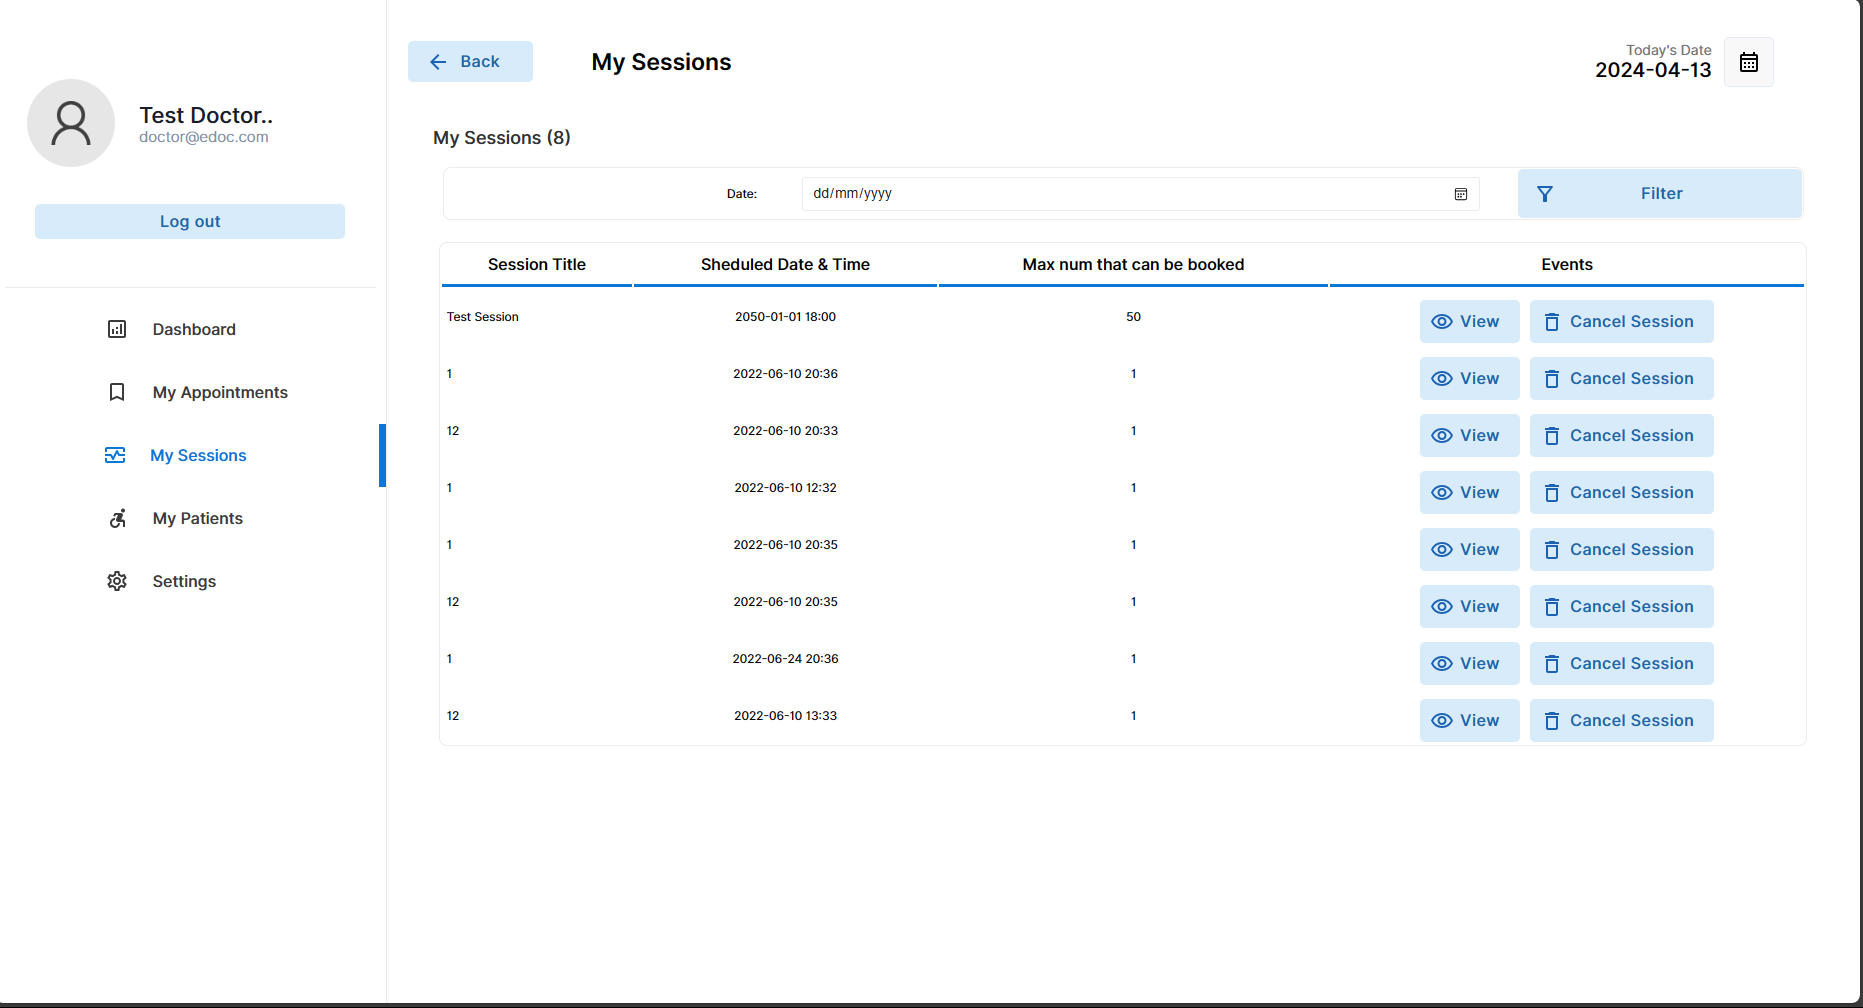 Test Doctor..
doctor@edoc.com
Log out
Dashboard
My Appointments
My Sessions
My Patients
Settings
Back
My Sessions
Today's Date
2024-04-13
My Sessions (8)
Date: dd/mm/yyyy Filter
Session Title Sheduled Date & Time Max num that can be booked Events
Test Session 2050-01-01 18:00 50 View Cancel Session
1 2022-06-10 20:36 1 View Cancel Session
12 2022-06-10 20:33 1 View Cancel Session
1 2022-06-10 12:32 1 View Cancel Session
1 2022-06-10 20:35 1 View Cancel Session
12 2022-06-10 20:35 1 View Cancel Session
1 2022-06-24 20:36 1 View Cancel Session
12 2022-06-10 13:33 1 View Cancel Session